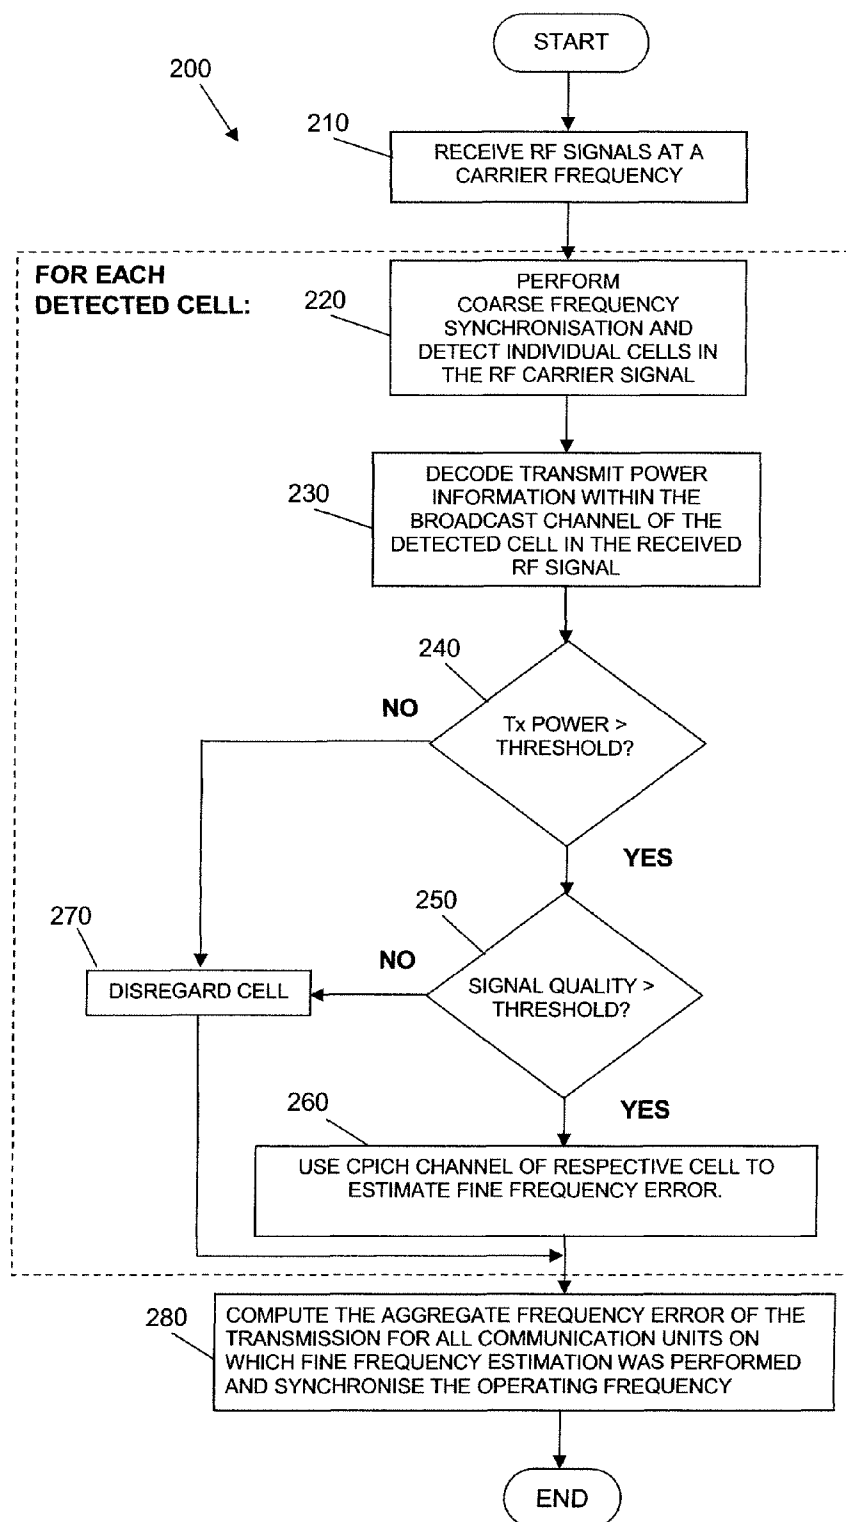 START
200
210
RECEIVE RF SIGNALS AT A
CARRIER FREQUENCY
FOR EACH
DETECTED CELL:
220
PERFORM
COARSE FREQUENCY
SYNCHRONISATION AND
DETECT INDIVIDUAL CELLS IN
THE RF CARRIER SIGNAL
230
DECODE TRANSMIT POWER
INFORMATION WITHIN THE
BROADCAST CHANNEL OF THE
DETECTED CELL IN THE RECEIVED
RF SIGNAL
240
NO
Tx POWER >
THRESHOLD?
YES
250
270
NO
DISREGARD CELL
SIGNAL QUALITY >
THRESHOLD?
260
YES
USE CPICH CHANNEL OF RESPECTIVE CELL TO
ESTIMATE FINE FREQUENCY ERROR.
280
COMPUTE THE AGGREGATE FREQUENCY ERROR OF THE
TRANSMISSION FOR ALL COMMUNICATION UNITS ON
WHICH FINE FREQUENCY ESTIMATION WAS PERFORMED
AND SYNCHRONISE THE OPERATING FREQUENCY
END